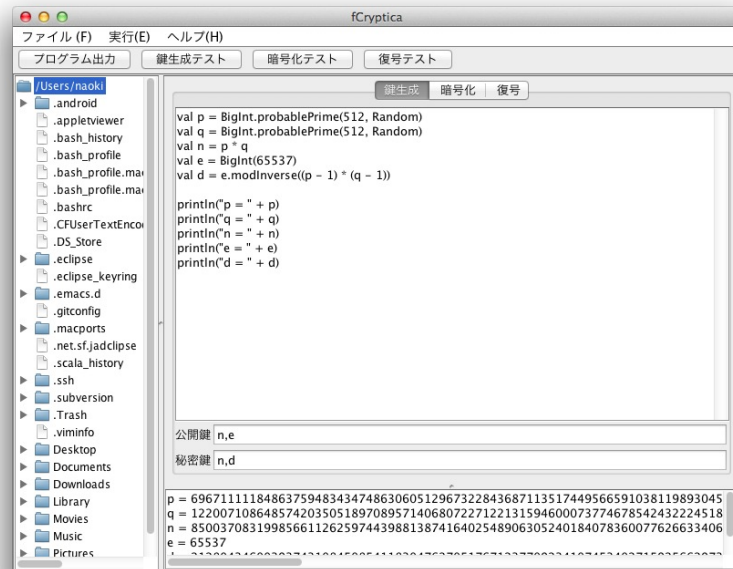 fCryptica
ファイル (F) 実行(E) ヘルプ(H)
プログラム出力 鍵生成テスト 暗号化テスト 復号テスト
/Users/naoki
.android
.appletviewer
.bash_history
.bash_profile
.bash_profile.mac
.bash_profile.mac
.bashrc
.CFUserTextEncod
.DS_Store
.eclipse
.eclipse_keyring
.emacs.d
.gitconfig
.macports
.net.sf.jadclipse
.scala_history
.ssh
.subversion
.Trash
.viminfo
Desktop
Documents
Downloads
Library
Movies
Music
Pictures
鍵生成 暗号化 復号
val p = BigInt.probablePrime(512, Random)
val q = BigInt.probablePrime(512, Random)
val n = p * q
val e = BigInt(65537)
val d = e.modInverse((p - 1) * (q - 1))
println("p = " + p)
println("q = " + q)
println("n = " + n)
println("e = " + e)
println("d = " + d)
公開鍵 n,e
秘密鍵 n,d
p =
q =
n =
e = 65537